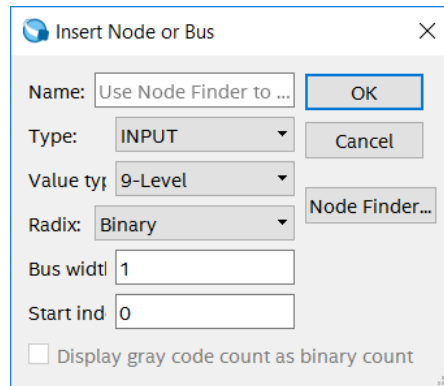 Insert Node or Bus
Name: Use Node Finder to ... OK
Type: INPUT Cancel
Value typ 9-Level
Node Finder...
Radix: Binary
Bus widtl 1
Start ind 0
Display gray code count as binary count